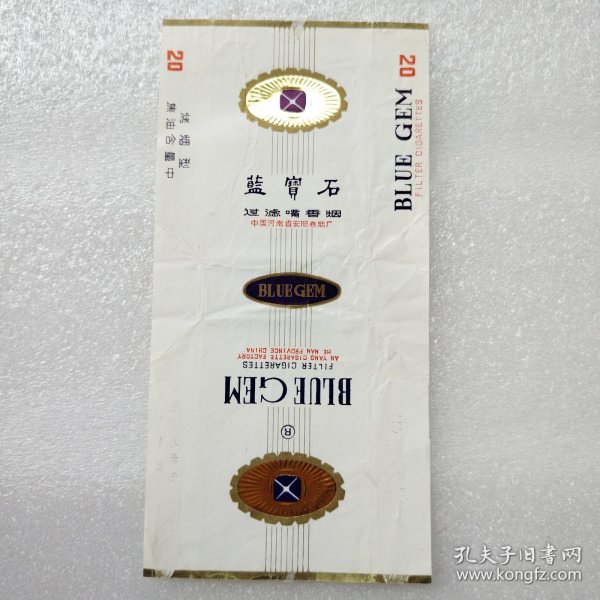 20
烤烟型
焦油含量中
藍寶石
过滤嘴香烟
中国河南省安阳卷烟厂
BLUE GEM
BLUE GEM
FILTER CIGARETTES
AN YANG CIGARETTE FACTORY
HE NAN PROVINCE CHINA
®
20
BLUE GEM
FILTER CIGARETTES
孔夫子旧书网
www.kongfz.com